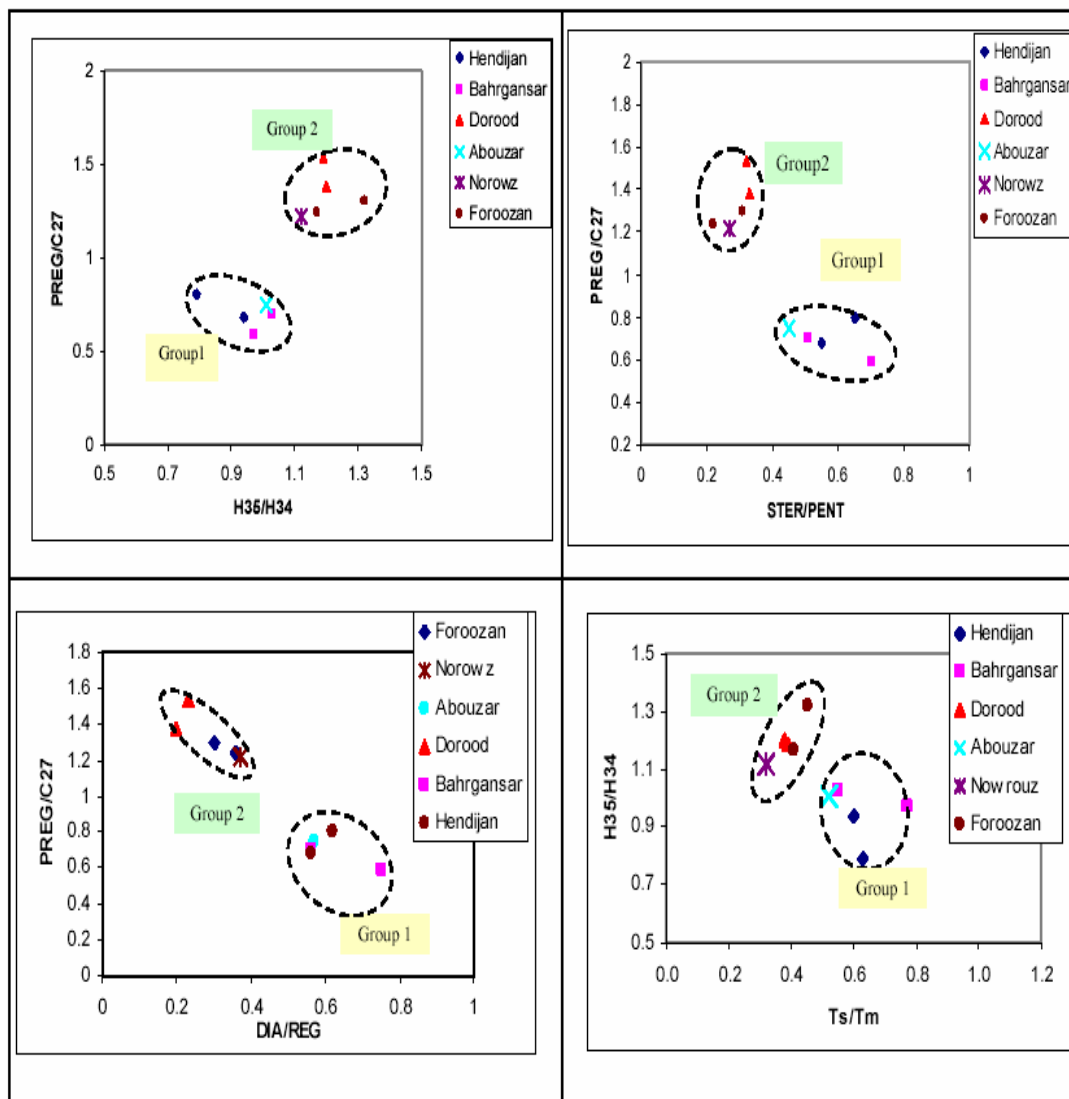 Hendijan
Bahrgansar
Dorood
Abouzar
Norowz
Foroozan
Group 2
Group1
PREG/C27
2
1.5
1
0.5
0
0.5 0.7 0.9 1.1 1.3 1.5
H35/H34
Hendijan
Bahrgansar
Dorood
Abouzar
Norowz
Foroozan
Group2
Group1
PREG/C27
2
1.8
1.6
1.4
1.2
1
0.8
0.6
0.4
0.2
0 0.2 0.4 0.6 0.8 1
STER/PENT
Foroozan
Norowz
Abouzar
Dorood
Bahrgansar
Hendijan
Group 2
Group 1
PREG/C27
1.8
1.6
1.4
1.2
1
0.8
0.6
0.4
0.2
0
0 0.2 0.4 0.6 0.8 1
DIA/REG
Hendijan
Bahrgansar
Dorood
Abouzar
Nowrouz
Foroozan
Group 2
Group 1
H35/H34
1.5
1.3
1.1
0.9
0.7
0.5
0.0 0.2 0.4 0.6 0.8 1.0 1.2
Ts/Tm